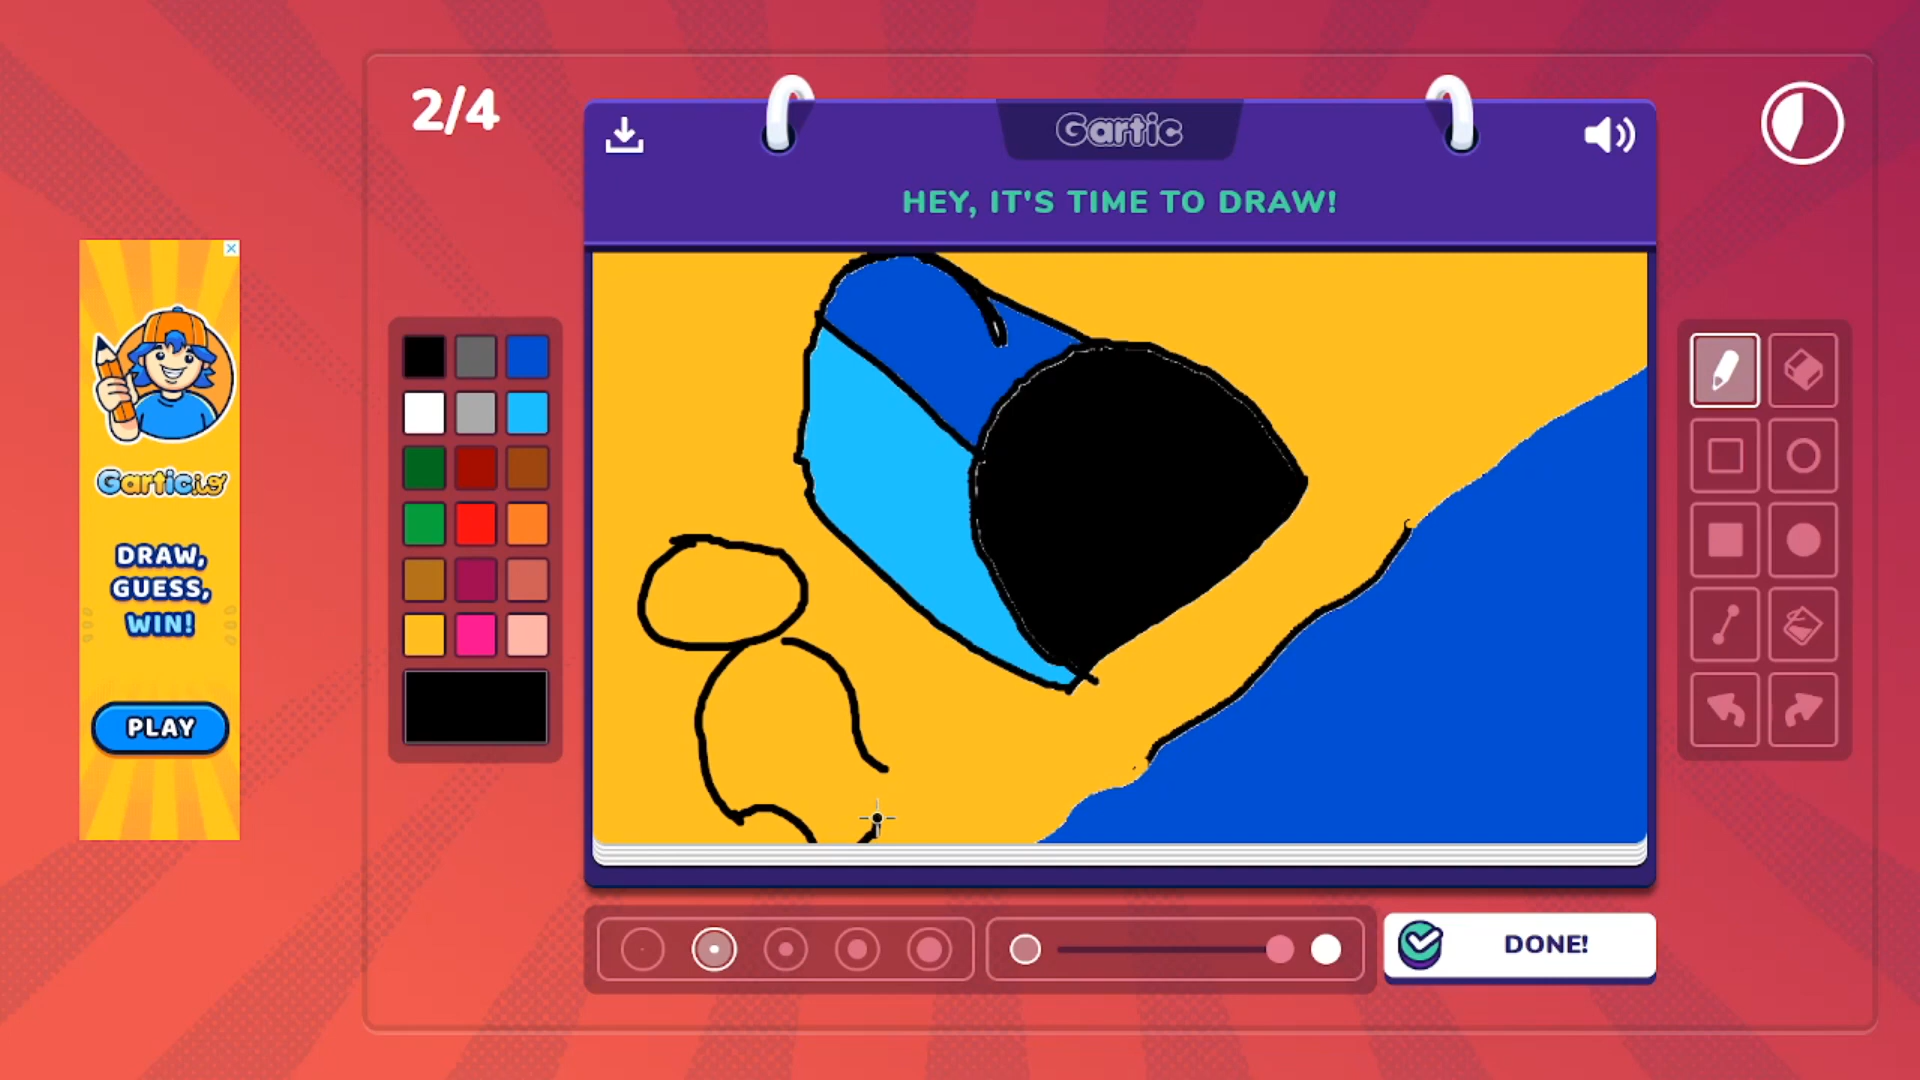 2/4
Gartic
HEY, IT'S TIME TO DRAW!
Gartic.io
DRAW,
GUESS,
WIN!
PLAY
DONE!